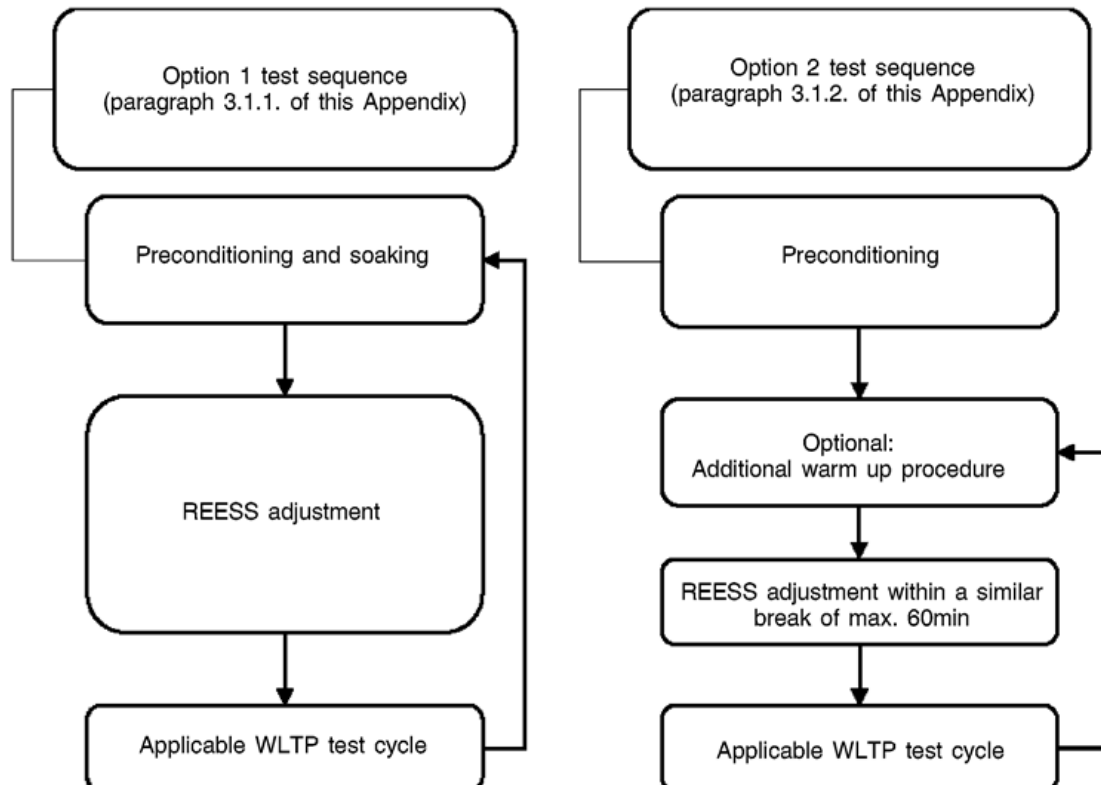 Option 1 test sequence
(paragraph 3.1.1. of this Appendix)
Preconditioning and soaking
REESS adjustment
Applicable WLTP test cycle
Option 2 test sequence
(paragraph 3.1.2. of this Appendix)
Preconditioning
Optional:
Additional warm up procedure
REESS adjustment within a similar
break of max. 60min
Applicable WLTP test cycle